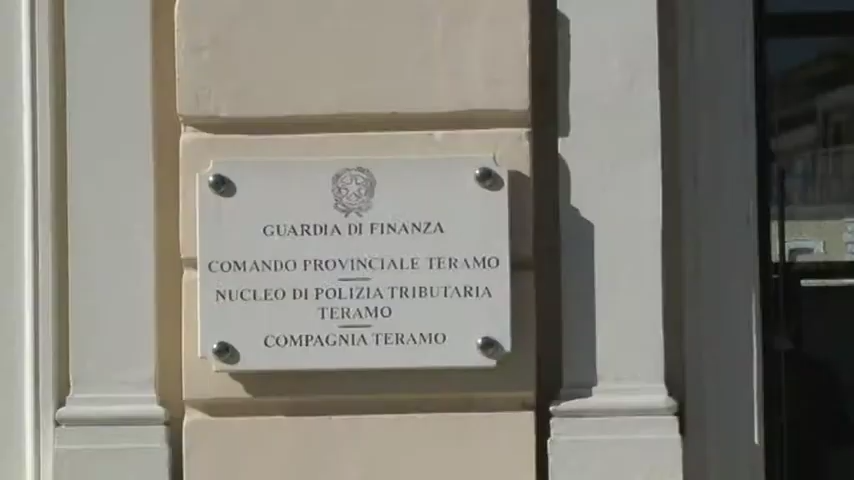 GUARDIA DI FINANZA
COMANDO PROVINCIALE TERAMO
NUCLEO DI POLIZIA TRIBUTARIA
TERAMO
COMPAGNIA TERAMO